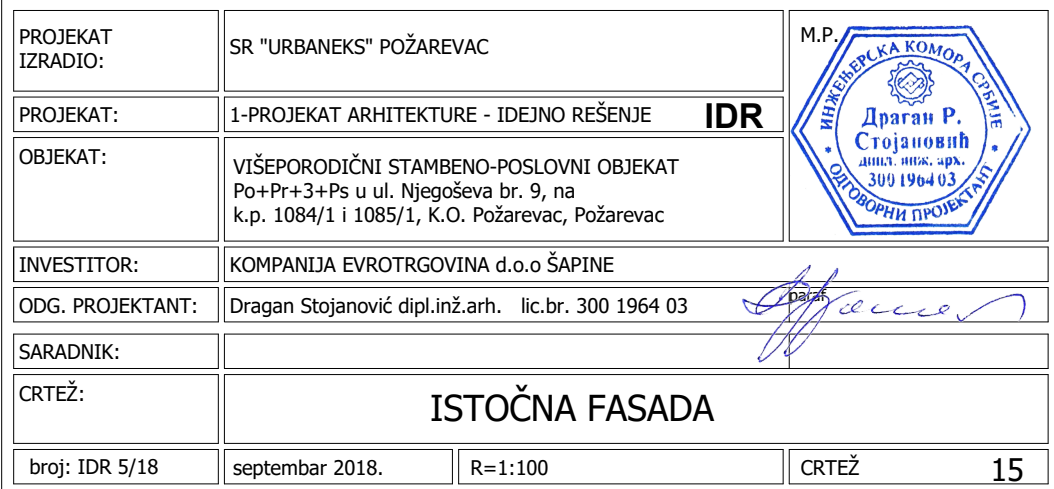 PROJEKAT
IZRADIO:
SR "URBANEKS" POŽAREVAC
M.P.
ИНЖЕЊЕРСКА КОМОРА СРБИЈЕ
Драган Р.
Стојановић
дипл. инж. арх.
300 1964 03
* ОДГОВОРНИ ПРОЈЕКТАНТ *
PROJEKAT:
1-PROJEKAT ARHITEKTURE - IDEJNO REŠENJE IDR
OBJEKAT:
VIŠEPORODIČNI STAMBENO-POSLOVNI OBJEKAT
Po+Pr+3+Ps u ul. Njegoševa br. 9, na
k.p. 1084/1 i 1085/1, K.O. Požarevac, Požarevac
INVESTITOR:
KOMPANIJA EVROTRGOVINA d.o.o ŠAPINE
ODG. PROJEKTANT:
Dragan Stojanović dipl.inž.arh. lic.br. 300 1964 03
paraf
SARADNIK:
CRTEŽ:
ISTOČNA FASADA
broj: IDR 5/18
septembar 2018.
R=1:100
CRTEŽ 15